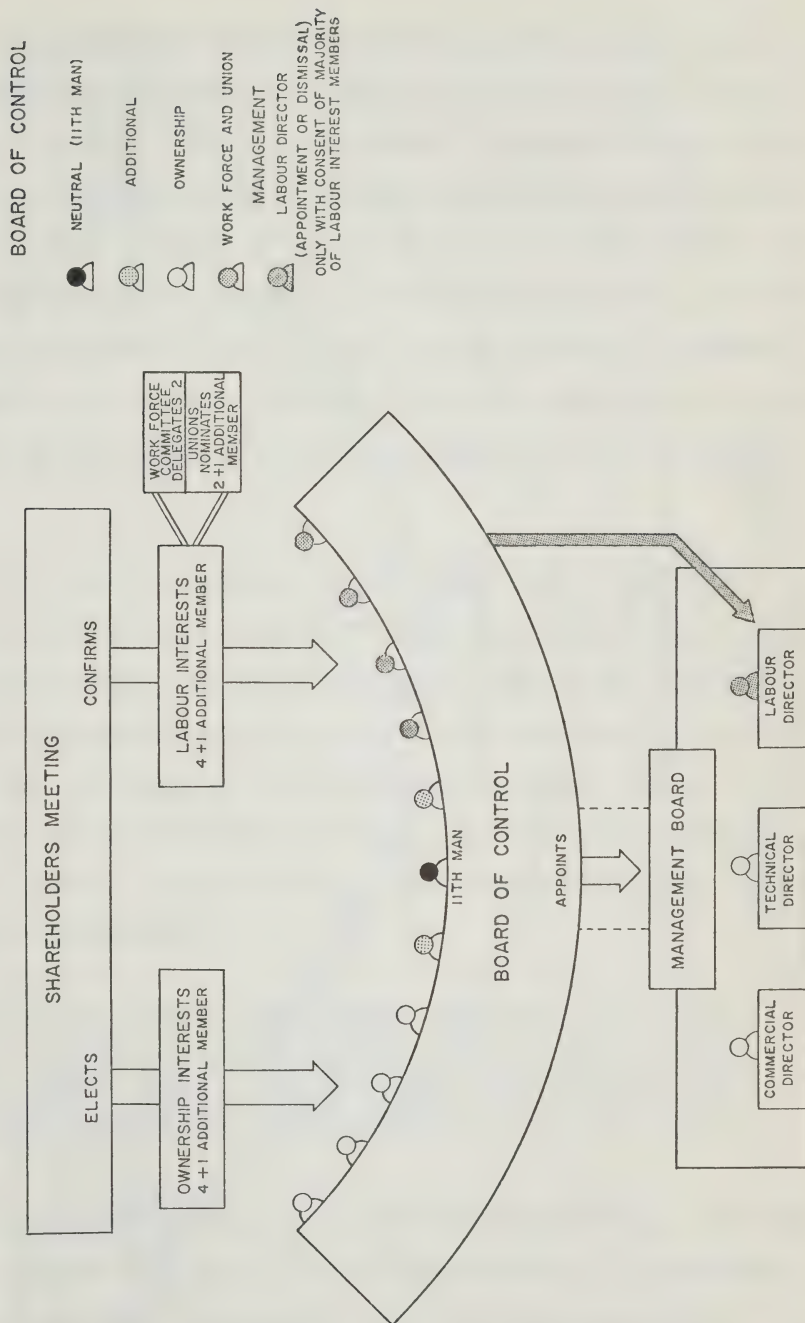 BOARD OF CONTROL
NEUTRAL (11TH MAN)
ADDITIONAL
OWNERSHIP
WORK FORCE AND UNION
MANAGEMENT
LABOUR DIRECTOR
(APPOINTMENT OR DISMISSAL)
ONLY WITH CONSENT OF MAJORITY
OF LABOUR INTEREST MEMBERS
SHAREHOLDERS MEETING
ELECTS
CONFIRMS
OWNERSHIP INTERESTS
4+1 ADDITIONAL MEMBER
LABOUR INTERESTS
4+1 ADDITIONAL MEMBER
WORK FORCE
COMMITTEE
DELEGATES 2
UNIONS
NOMINATES
2+1 ADDITIONAL
MEMBER
11TH MAN
BOARD OF CONTROL
APPOINTS
MANAGEMENT BOARD
COMMERCIAL
DIRECTOR
TECHNICAL
DIRECTOR
LABOUR
DIRECTOR